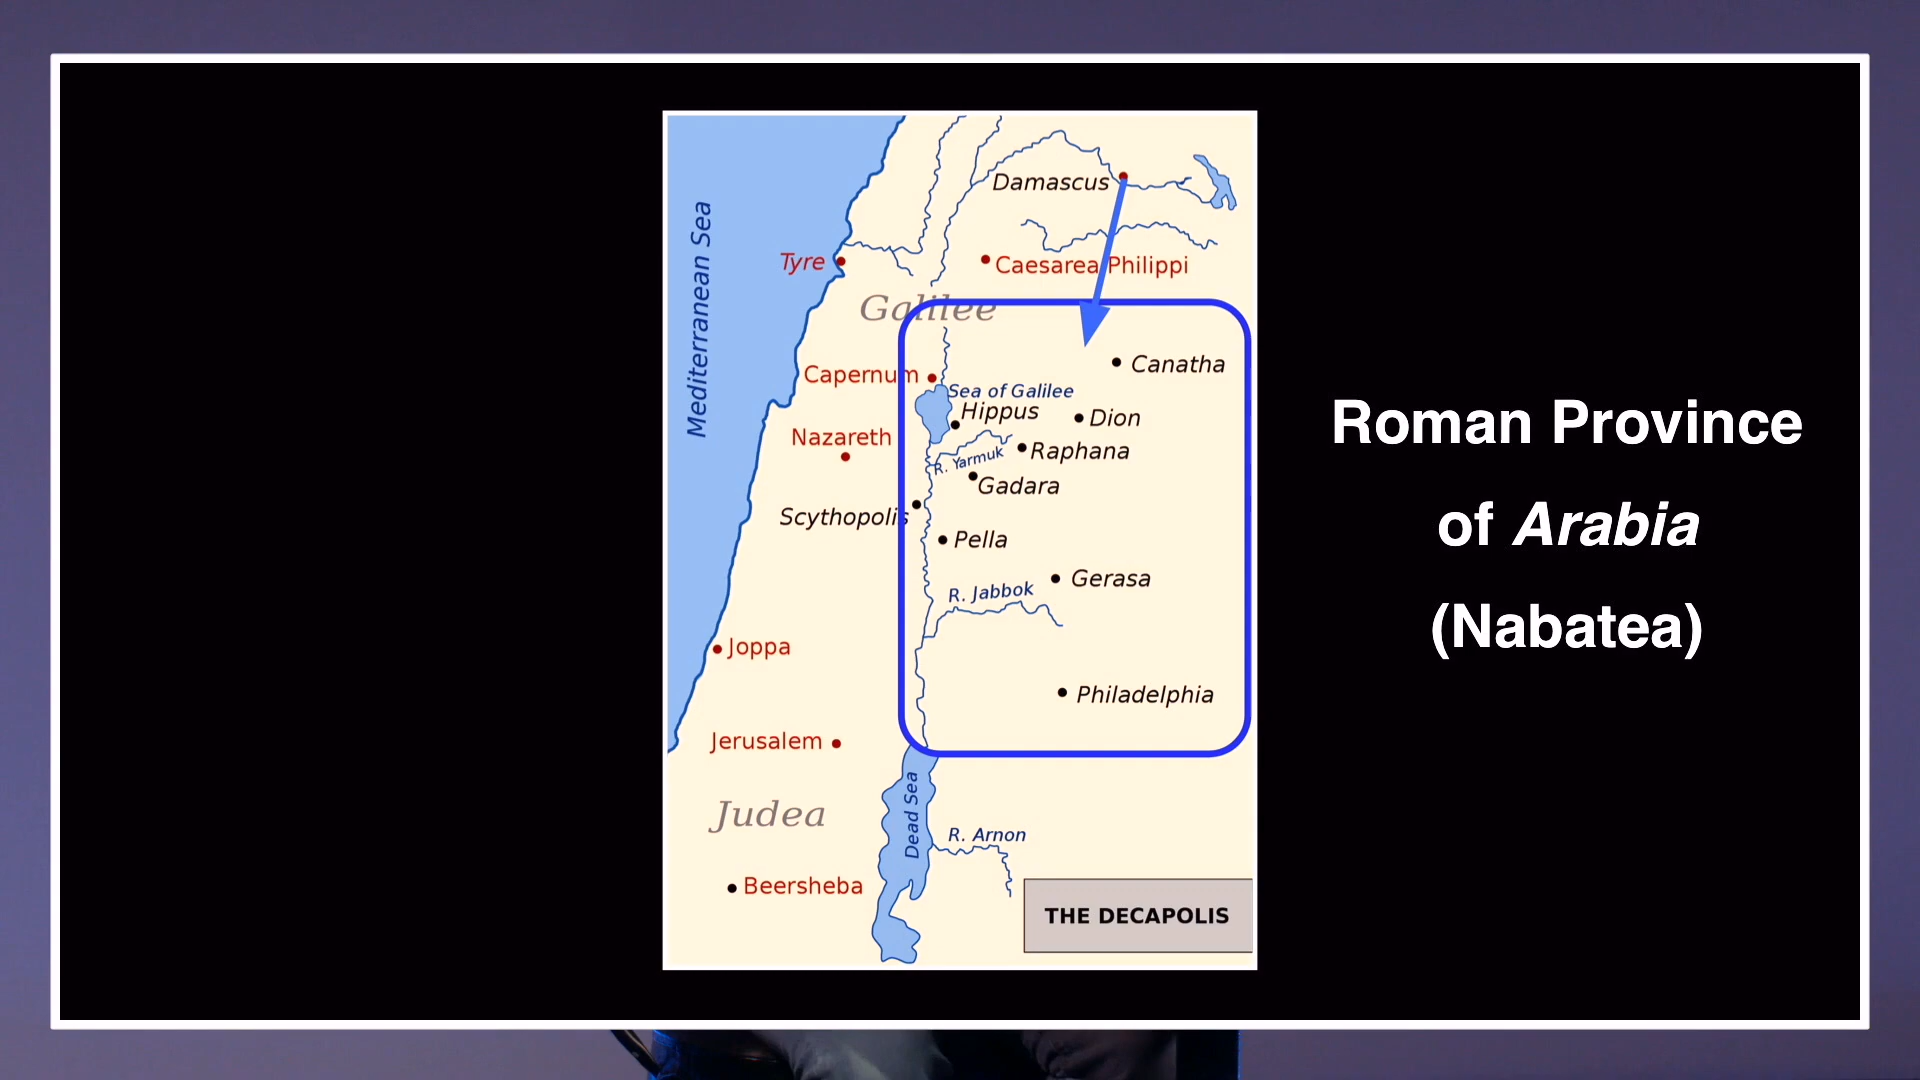 Mediterranean Sea
Damascus
Tyre
Caesarea Philippi
Galilee
Canatha
Capernum
Sea of Galilee
Hippus
Dion
Nazareth
R. Yarmuk
Raphana
Gadara
Scythopolis
Pella
Gerasa
R. Jabbok
Joppa
Philadelphia
Jerusalem
Dead Sea
Judea
R. Arnon
Beersheba
THE DECAPOLIS
Roman Province
of Arabia
(Nabatea)